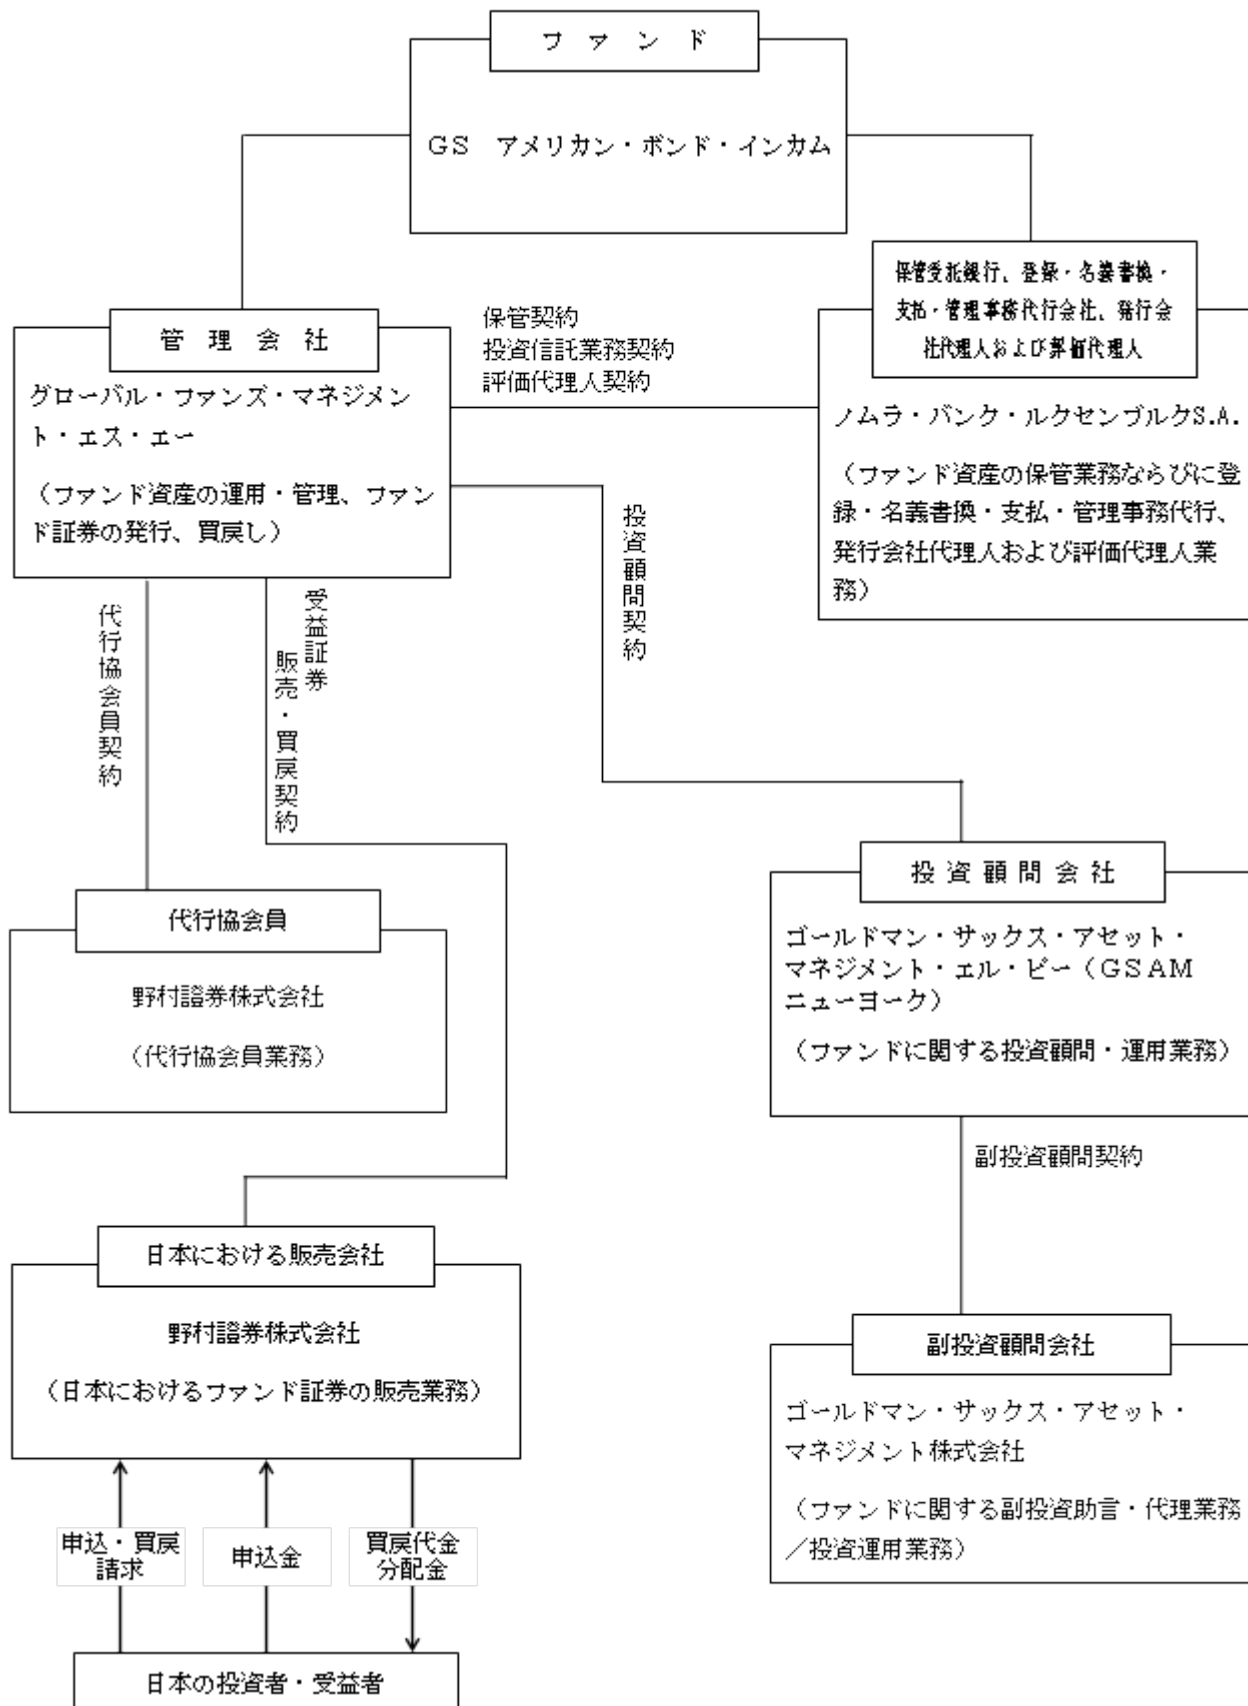 ファンド
GS アメリカン・ボンド・インカム
保管受託銀行、登録・名義書換・
支払・管理事務代行会社、発行会
社代理人および評価代理人
管理会社
グローバル・ファンズ・マネジメン
ト・エス・エー
（ファンド資産の運用・管理、ファン
ド証券の発行、買戻し）
保管契約
投資信託業務契約
評価代理人契約
ノムラ・バンク・ルクセンブルクS.A.
（ファンド資産の保管業務ならびに登
録・名義書換・支払・管理事務代行、
発行会社代理人および評価代理人業
務）
代行協会員契約
受益証券
販売・買戻契約
投資顧問契約
代行協会員
野村證券株式会社
（代行協会員業務）
投資顧問会社
ゴールドマン・サックス・アセット・
マネジメント・エル・ピー（GSAM
ニューヨーク）
（ファンドに関する投資顧問・運用業務）
副投資顧問契約
日本における販売会社
野村證券株式会社
（日本におけるファンド証券の販売業務）
副投資顧問会社
ゴールドマン・サックス・アセット・
マネジメント株式会社
（ファンドに関する副投資助言・代理業務
／投資運用業務）
申込・買戻
請求
申込金
買戻代金
分配金
日本の投資者・受益者